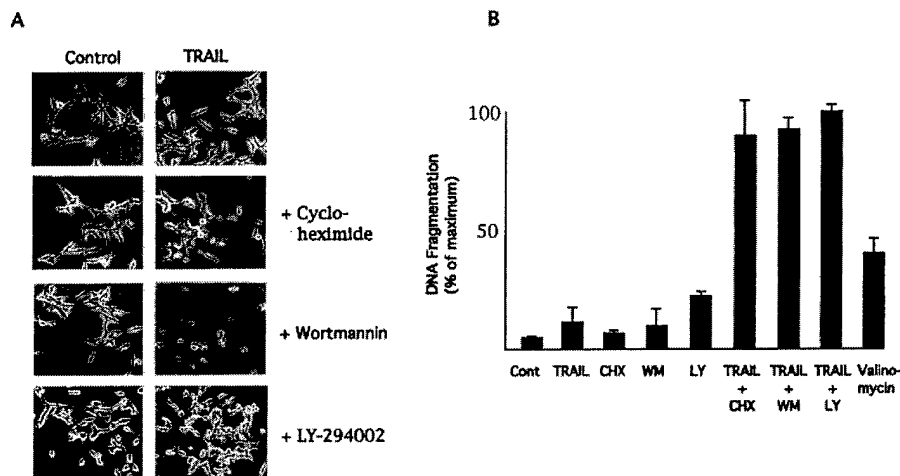 A
B
Control
TRAIL
+ Cyclo-
heximide
+ Wortmannin
+ LY-294002
DNA Fragmentation
(% of maximum)
100
50
Cont
TRAIL
CHX
WM
LY
TRAIL
+
CHX
TRAIL
+
WM
TRAIL
+
LY
Valino-
mycin